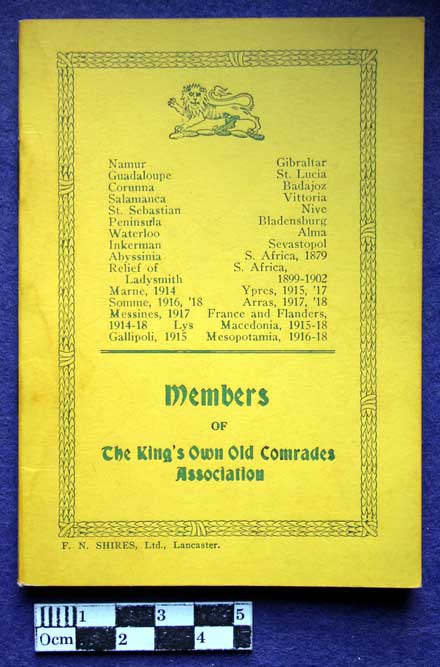 Namur Gibraltar
Guadaloupe St. Lucia
Corunna Badajoz
Salamanca Vittoria
St. Sebastian Nive
Peninsula Bladensburg
Waterloo Alma
Inkerman Sevastopol
Abyssinia S. Africa, 1879
Relief of S. Africa,
Ladysmith 1899-1902
Marne, 1914 Ypres, 1915, '17
Somme, 1916, '18 Arras, 1917, '18
Messines, 1917 France and Flanders,
1914-18 Lys Macedonia, 1915-18
Gallipoli, 1915 Mesopotamia, 1916-18
Members
OF
The King's Own Old Comrades
Association
F. N. SHIRES, Ltd., Lancaster.
1 3 5
0cm 2 4